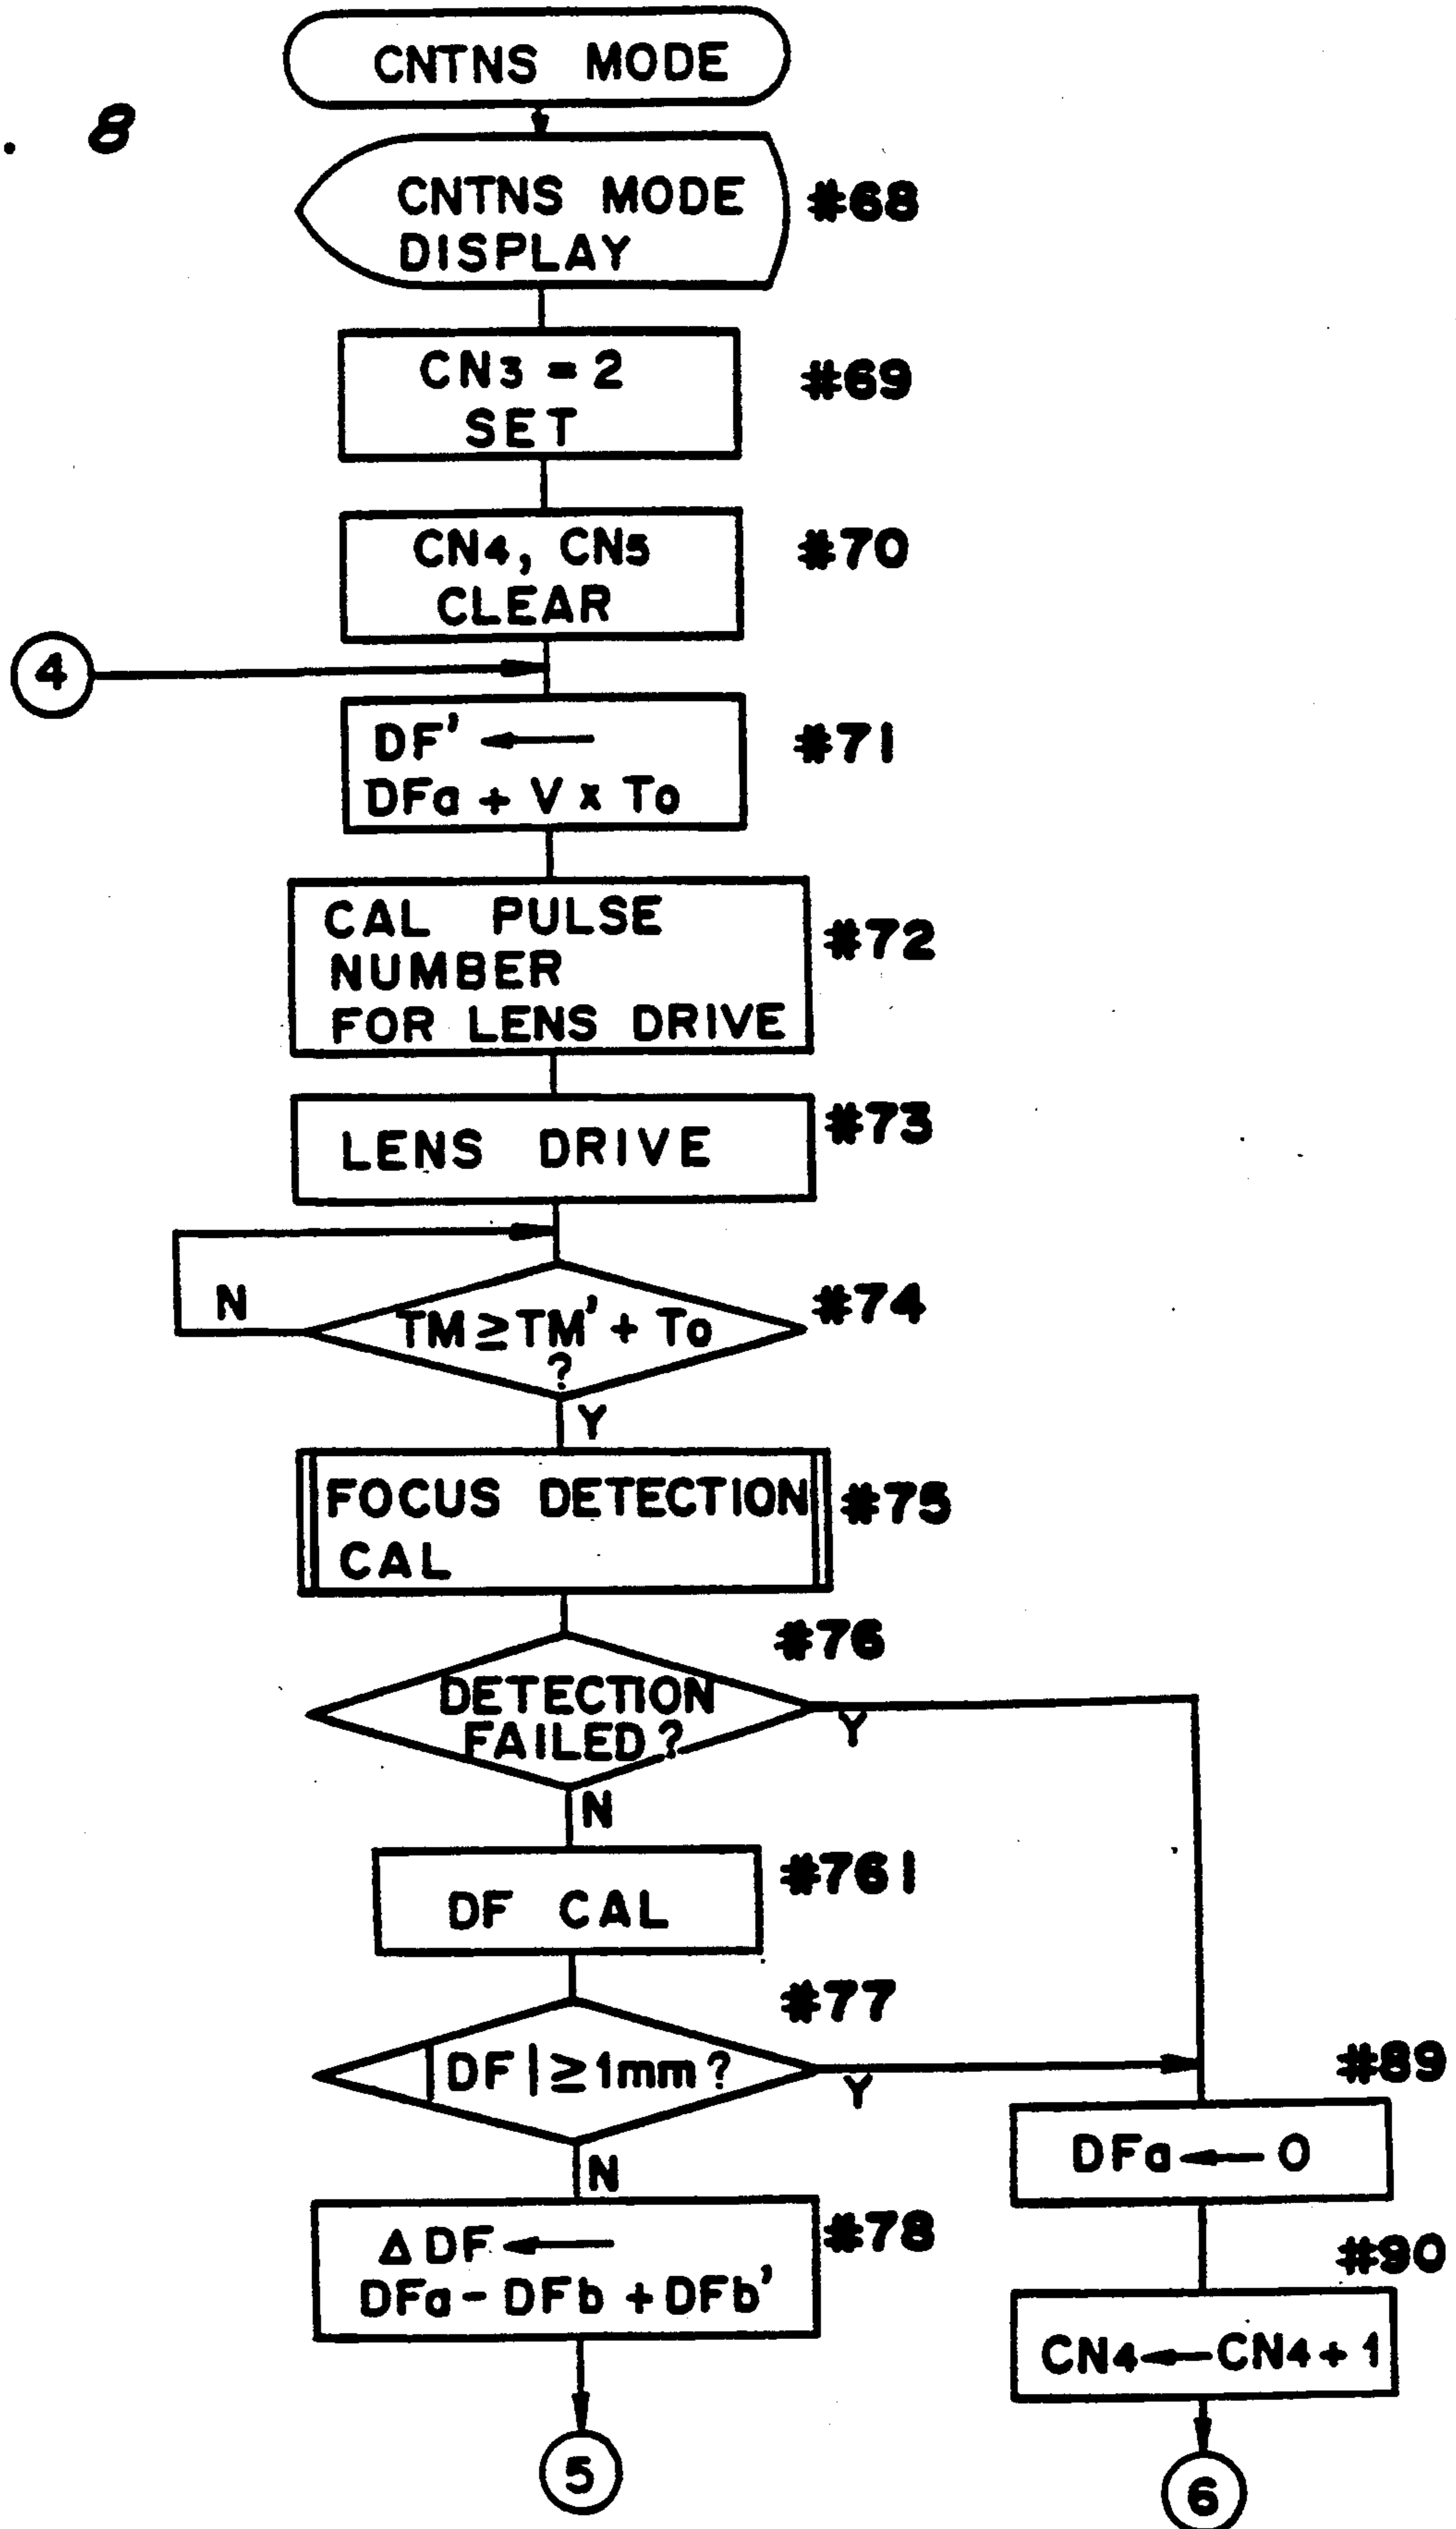 . 8
CNTNS MODE
CNTNS MODE
DISPLAY
#68
CN3 = 2
SET
#69
CN4, CN5
CLEAR
#70
4
DF' ←
DFa + V x To
#71
CAL PULSE
NUMBER
FOR LENS DRIVE
#72
LENS DRIVE
#73
N
TM ≥ TM' + To
?
#74
Y
FOCUS DETECTION
CAL
#75
#76
DETECTION
FAILED?
Y
N
DF CAL
#761
#77
|DF| ≥ 1mm?
Y
N
#89
DFa ← 0
Δ DF ←
DFa - DFb + DFb'
#78
#90
CN4 ← CN4 + 1
5
6